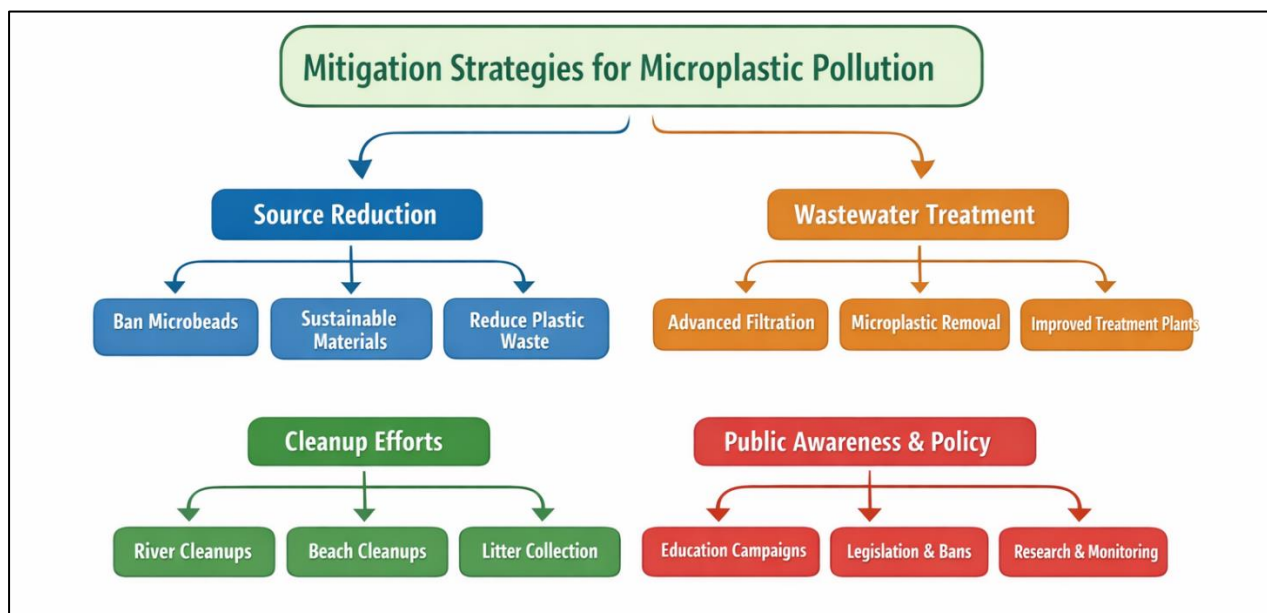 Mitigation Strategies for Microplastic Pollution
Source Reduction
Wastewater Treatment
Ban Microbeads
Sustainable
Materials
Reduce Plastic
Waste
Advanced Filtration
Microplastic Removal
Improved Treatment Plants
Cleanup Efforts
Public Awareness & Policy
River Cleanups
Beach Cleanups
Litter Collection
Education Campaigns
Legislation & Bans
Research & Monitoring